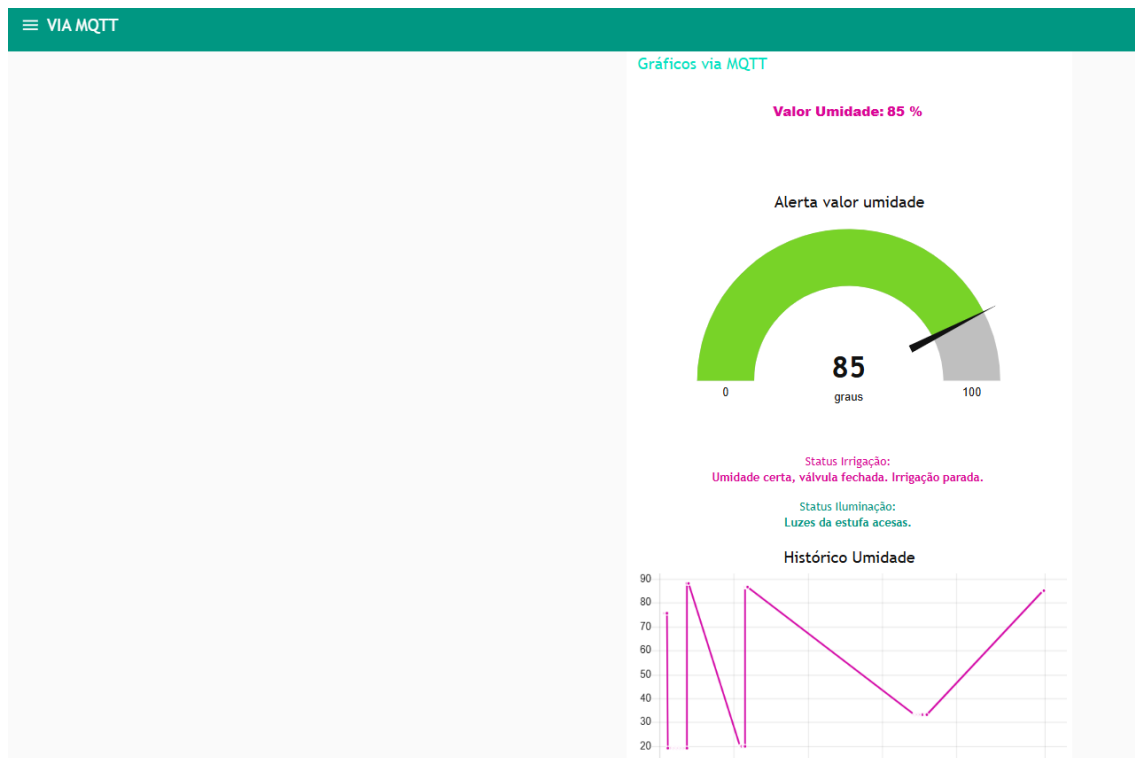 VIA MQTT
Gráficos via MQTT
Valor Umidade: 85 %
Alerta valor umidade
85
0
graus
100
Status Irrigação:
Umidade certa, válvula fechada. Irrigação parada.
Status Iluminação:
Luzes da estufa acesas.
Histórico Umidade
90
80
70
60
50
40
30
20